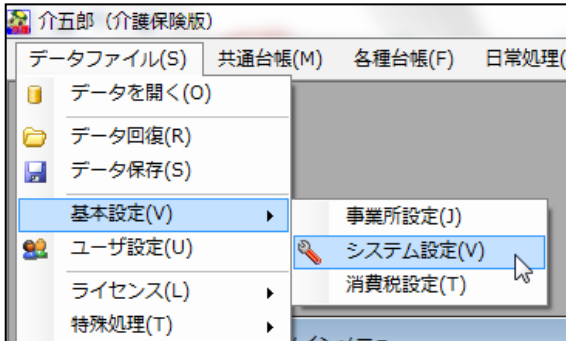 介五郎（介護保険版）
データファイル(S) 共通台帳(M) 各種台帳(F) 日常処理(
データを開く(O)
データ回復(R)
データ保存(S)
基本設定(V)
事業所設定(J)
ユーザ設定(U)
システム設定(V)
消費税設定(T)
ライセンス(L)
特殊処理(T)